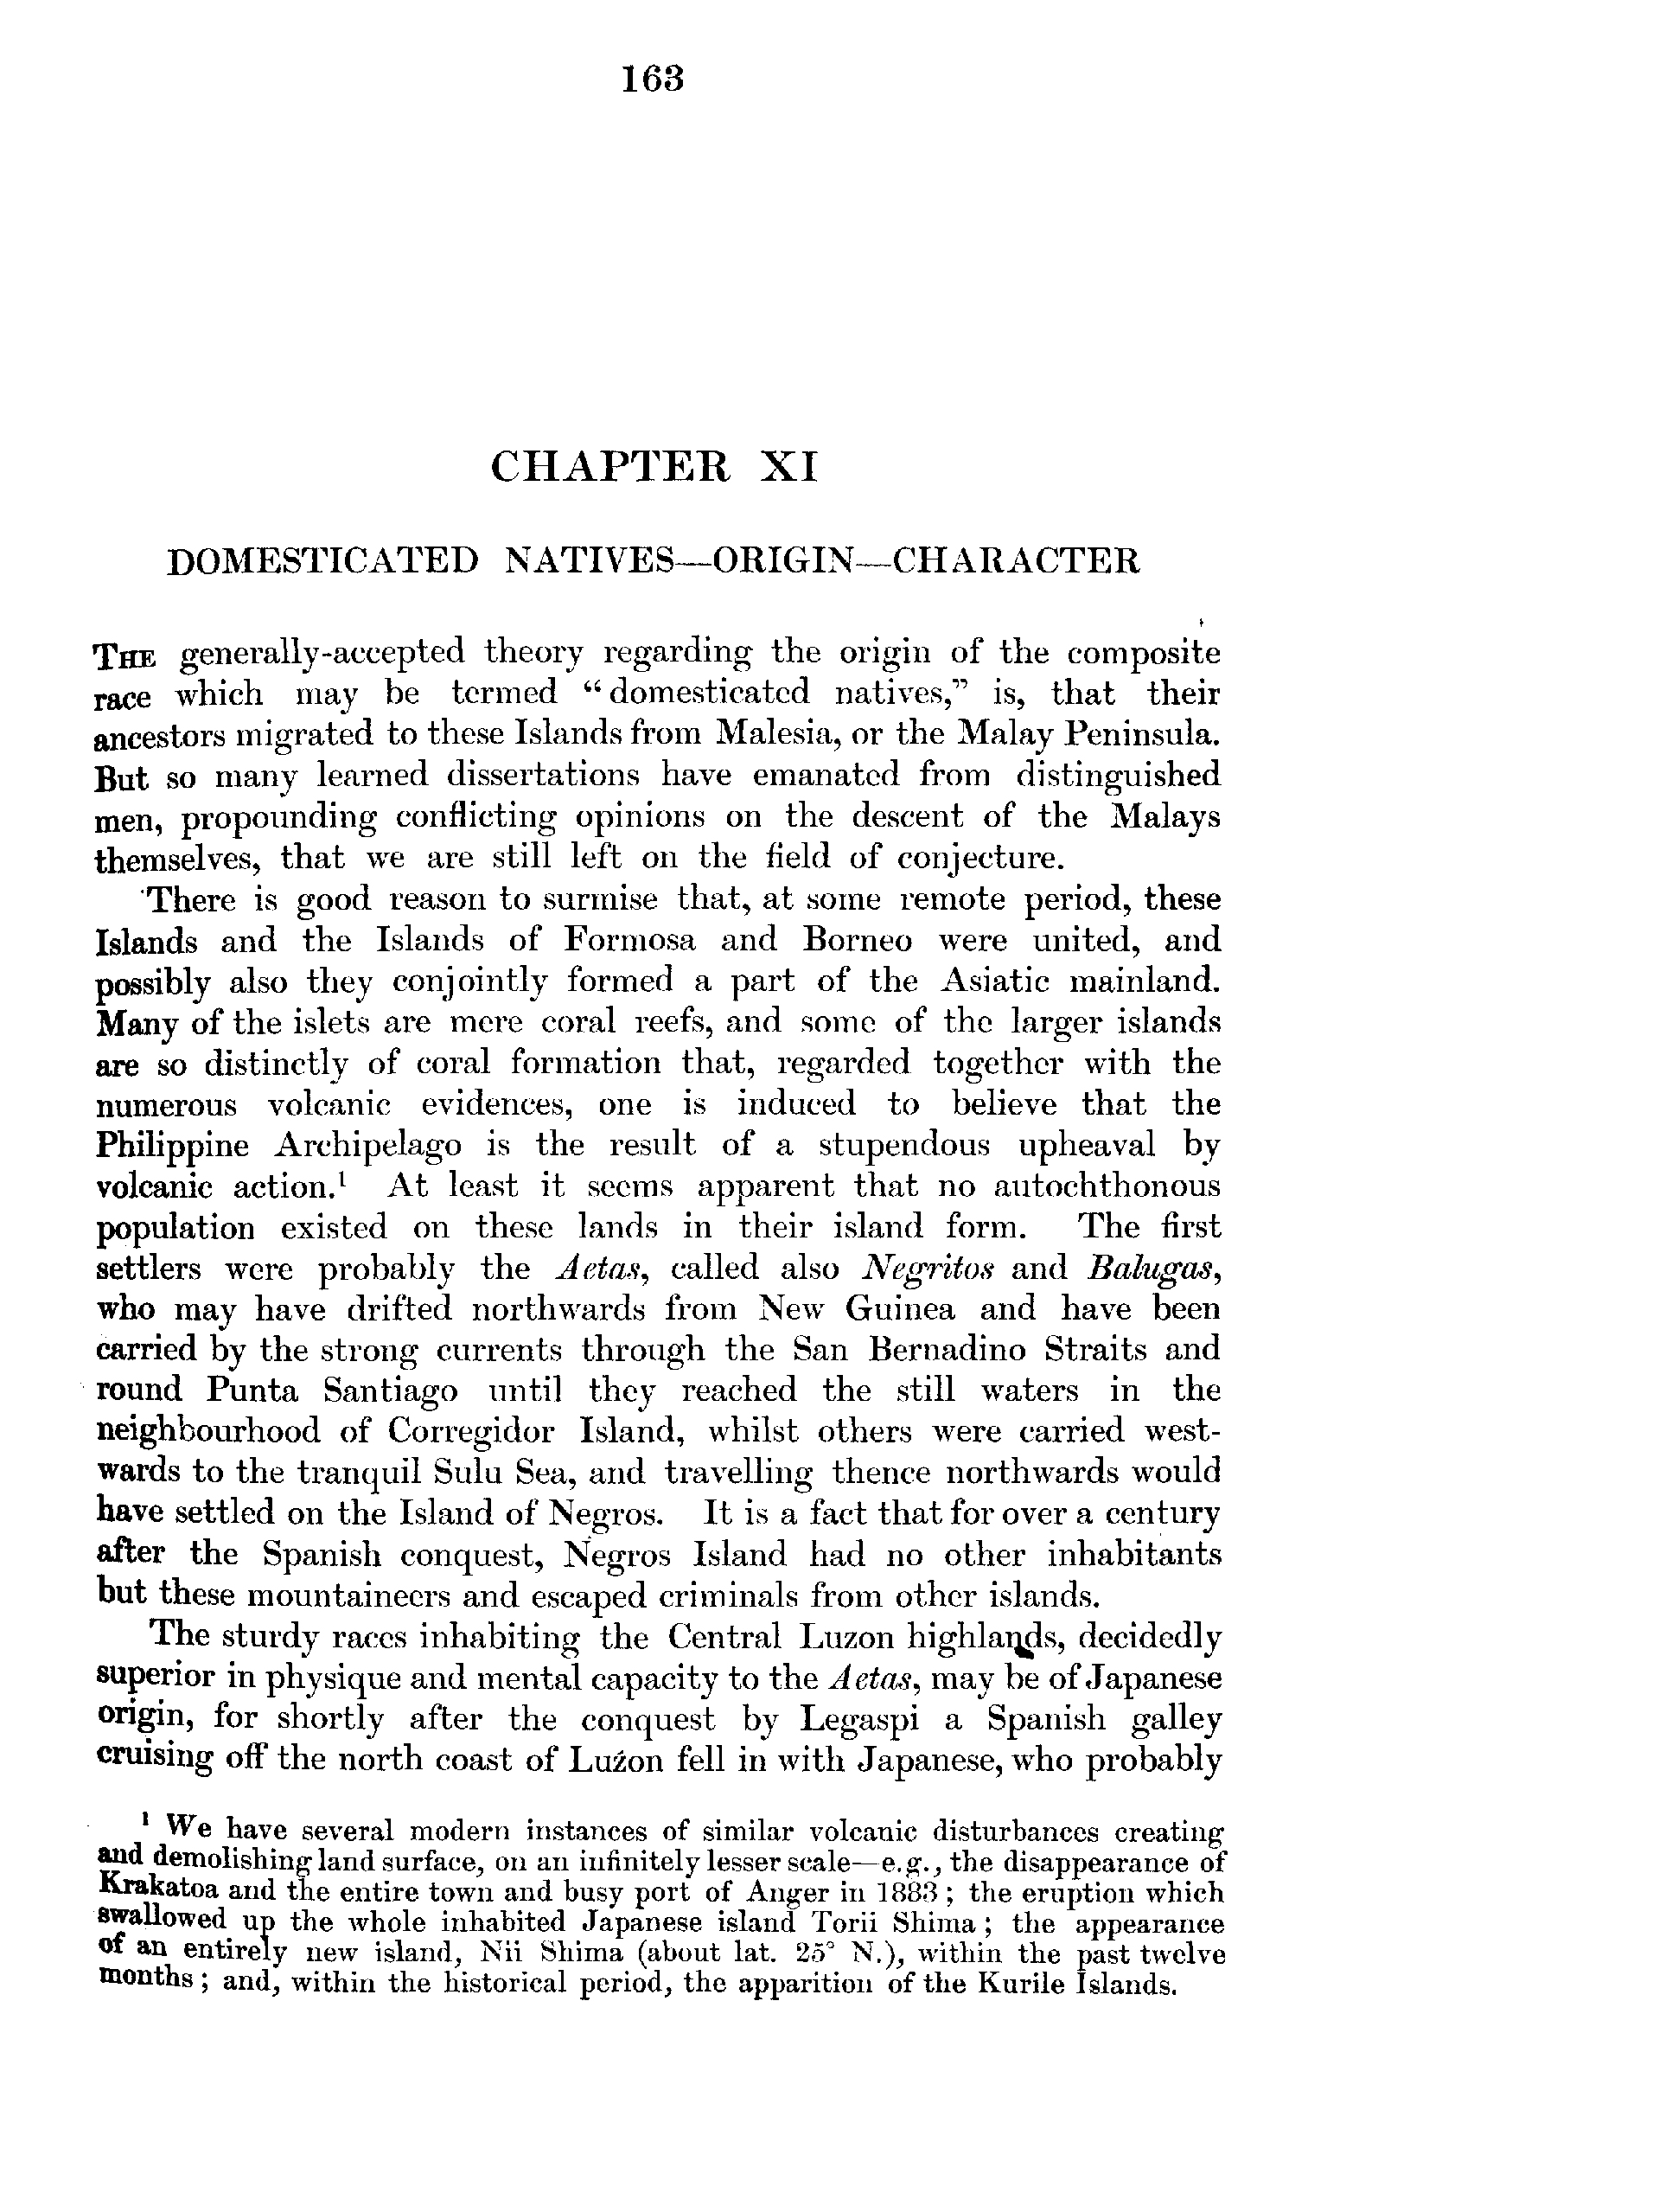 163
CHAPTER XI
DOMESTICATED NATIVES—ORIGIN—CHARACTER
THE generally-accepted theory regarding the origin of the composite
race which may be termed “domesticated natives,” is, that their
ancestors migrated to these Islands from Malesia, or the Malay Peninsula.
But so many learned dissertations have emanated from distinguished
men, propounding conflicting opinions on the descent of the Malays
themselves, that we are still left on the field of conjecture.
There is good reason to surmise that, at some remote period, these
Islands and the Islands of Formosa and Borneo were united, and
possibly also they conjointly formed a part of the Asiatic mainland.
Many of the islets are mere coral reefs, and some of the larger islands
are so distinctly of coral formation that, regarded together with the
numerous volcanic evidences, one is induced to believe that the
Philippine Archipelago is the result of a stupendous upheaval by
volcanic action.¹ At least it seems apparent that no autochthonous
population existed on these lands in their island form. The first
settlers were probably the Aetas, called also Negritos and Balugas,
who may have drifted northwards from New Guinea and have been
carried by the strong currents through the San Bernadino Straits and
round Punta Santiago until they reached the still waters in the
neighbourhood of Corregidor Island, whilst others were carried west-
wards to the tranquil Sulu Sea, and travelling thence northwards would
have settled on the Island of Negros. It is a fact that for over a century
after the Spanish conquest, Negros Island had no other inhabitants
but these mountaineers and escaped criminals from other islands.
The sturdy races inhabiting the Central Luzon highlands, decidedly
superior in physique and mental capacity to the Aetas, may be of Japanese
origin, for shortly after the conquest by Legaspi a Spanish galley
cruising off the north coast of Luzon fell in with Japanese, who probably
¹ We have several modern instances of similar volcanic disturbances creating
and demolishing land surface, on an infinitely lesser scale—e.g., the disappearance of
Krakatoa and the entire town and busy port of Anger in 1883; the eruption which
swallowed up the whole inhabited Japanese island Torii Shima; the appearance
of an entirely new island, Nii Shima (about lat. 25° N.), within the past twelve
months; and, within the historical period, the apparition of the Kurile Islands.